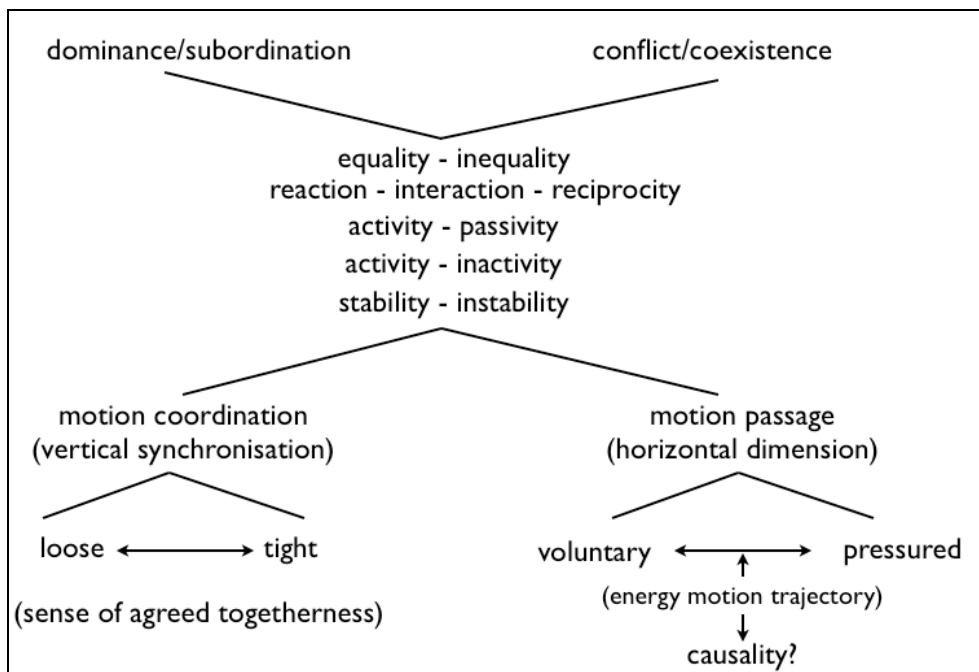 dominance/subordination
conflict/coexistence
equality - inequality
reaction - interaction - reciprocity
activity - passivity
activity - inactivity
stability - instability
motion coordination
(vertical synchronisation)
motion passage
(horizontal dimension)
loose
tight
voluntary
pressured
(sense of agreed togetherness)
(energy motion trajectory)
causality?